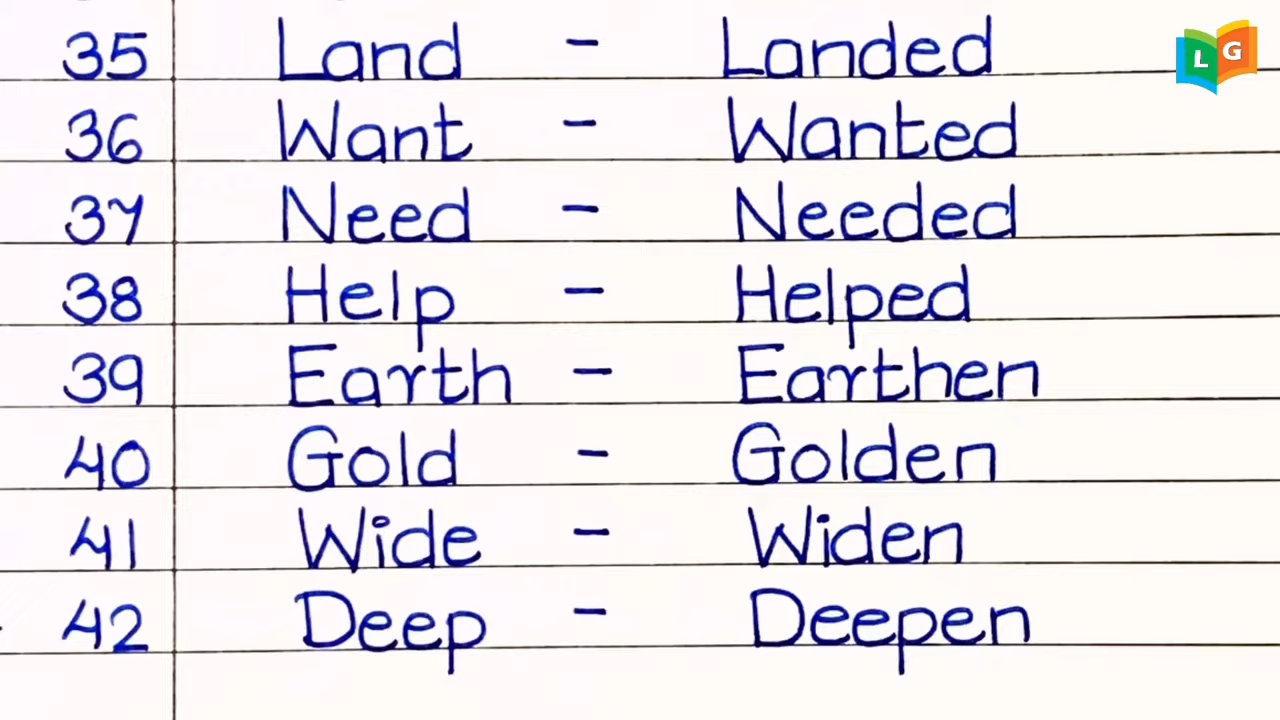 L G
35 Land - Landed
36 Want - Wanted
37 Need - Needed
38 Help - Helped
39 Earth - Earthen
40 Gold - Golden
41 Wide - Widen
42 Deep - Deepen